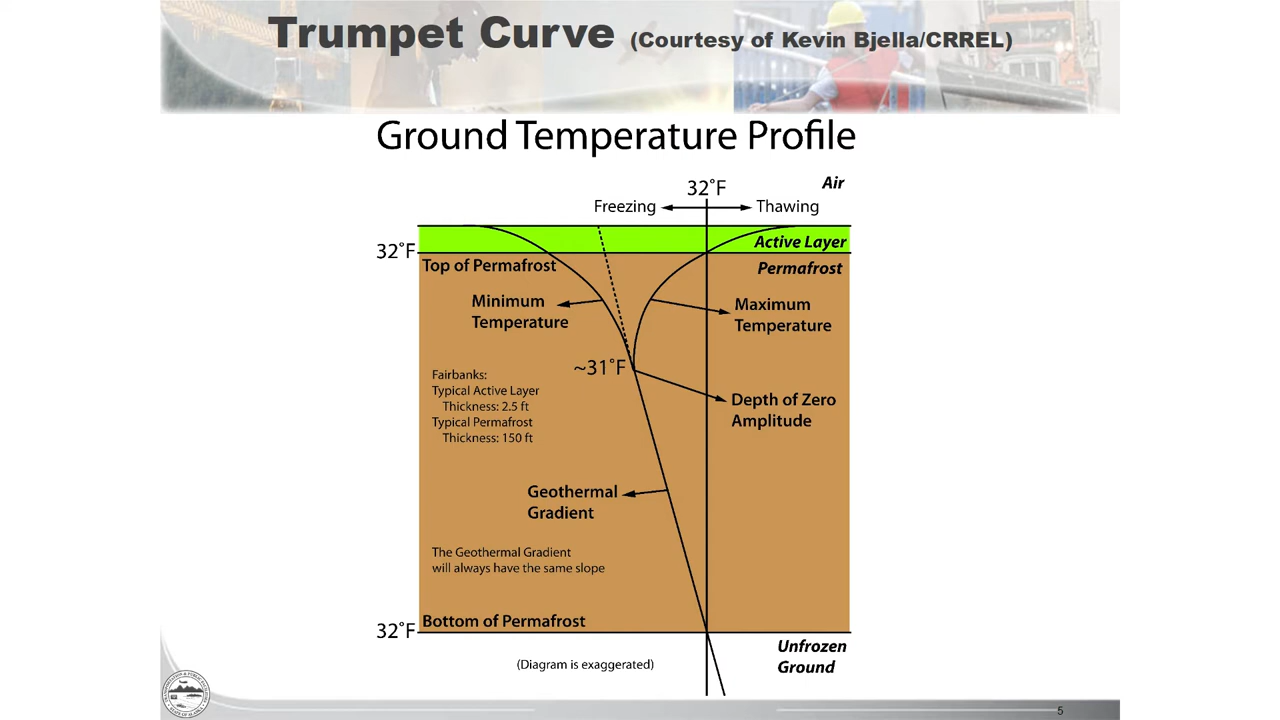 Trumpet Curve (Courtesy of Kevin Bjella/CRREL)
Ground Temperature Profile
Air
32˚F
Freezing
Thawing
Active Layer
32˚F
Top of Permafrost
Permafrost
Minimum
Temperature
Maximum
Temperature
~31˚F
Fairbanks:
Typical Active Layer
Thickness: 2.5 ft
Typical Permafrost
Thickness: 150 ft
Depth of Zero
Amplitude
Geothermal
Gradient
The Geothermal Gradient
will always have the same slope
Bottom of Permafrost
32˚F
Unfrozen
Ground
(Diagram is exaggerated)
5